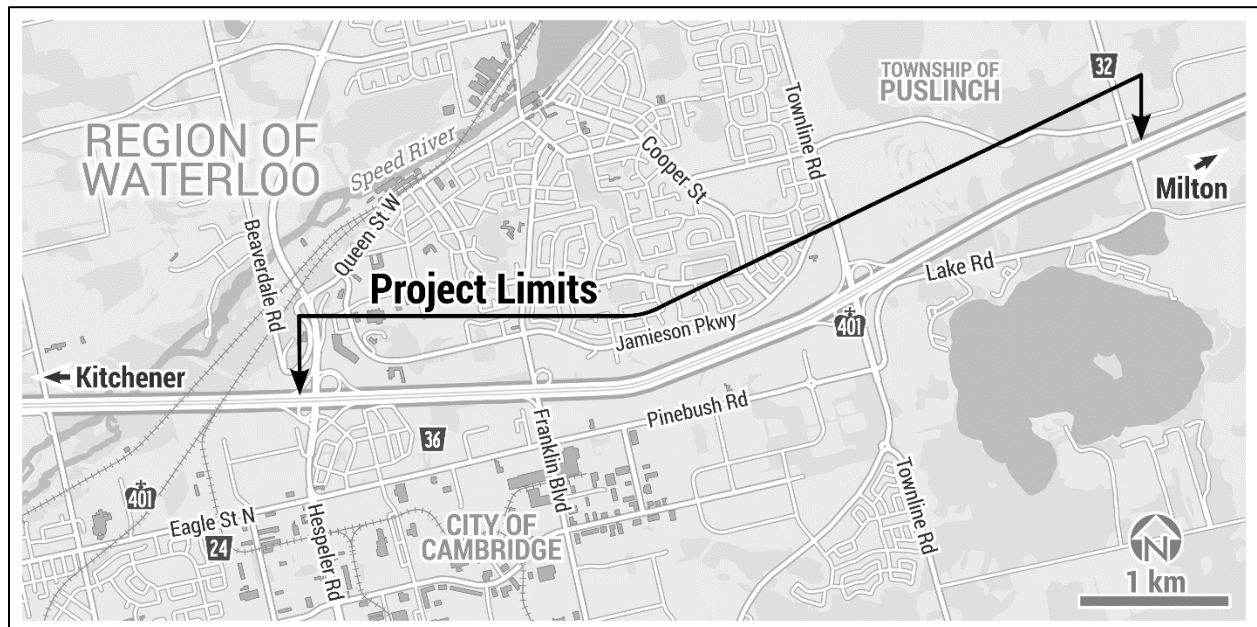 REGION OF
WATERLOO
Speed River
Queen St W
Beaverdale Rd
Cooper St
Townline Rd
TOWNSHIP OF
PUSLINCH
32
Milton
Project Limits
Jamieson Pkwy
Lake Rd
401
Kitchener
Pinebush Rd
Franklin Blvd
36
401
Eagle St N
24
Hespeler Rd
CITY OF
CAMBRIDGE
Townline Rd
N
1 km